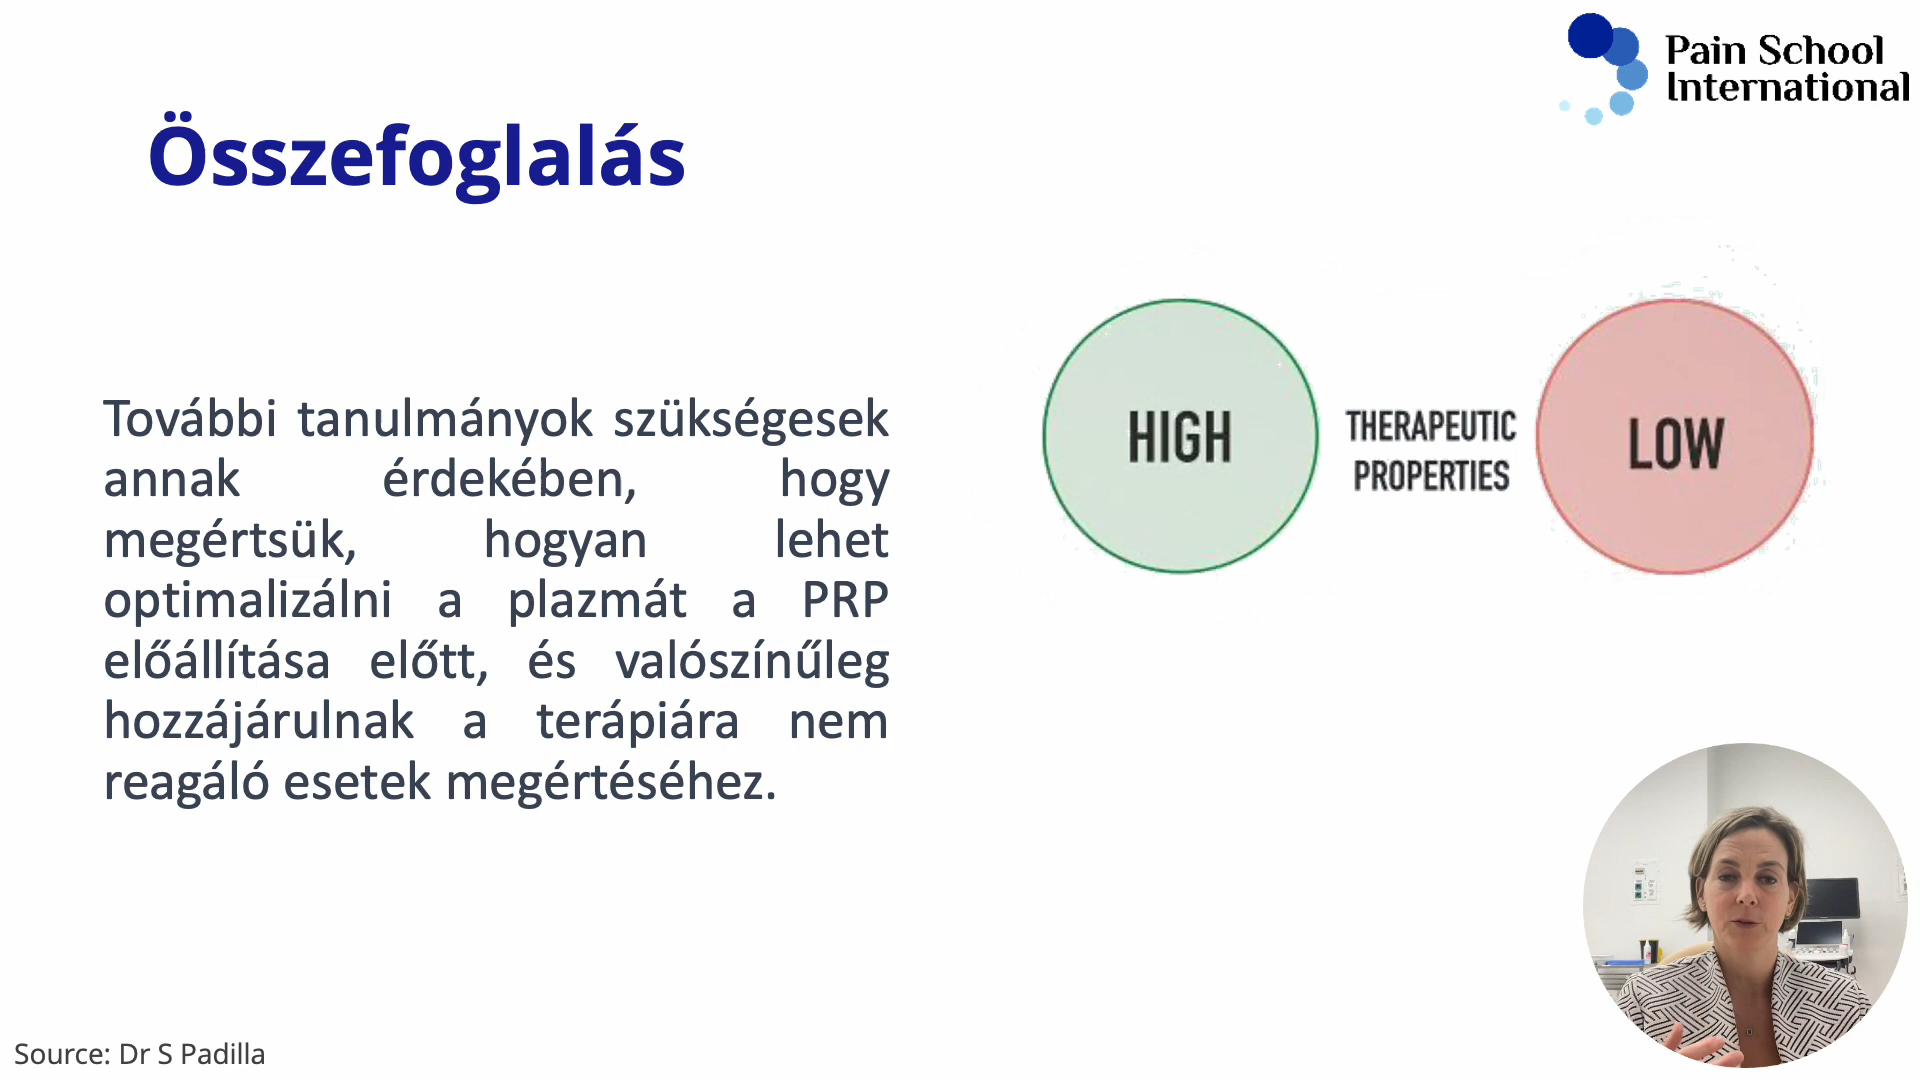 Pain School
International
Összefoglalás
További tanulmányok szükségesek
annak érdekében, hogy
megértsük, hogyan lehet
optimalizálni a plazmát a PRP
előállítása előtt, és valószínűleg
hozzájárulnak a terápiára nem
reagáló esetek megértéséhez.
HIGH
THERAPEUTIC
PROPERTIES
LOW
Source: Dr S Padilla